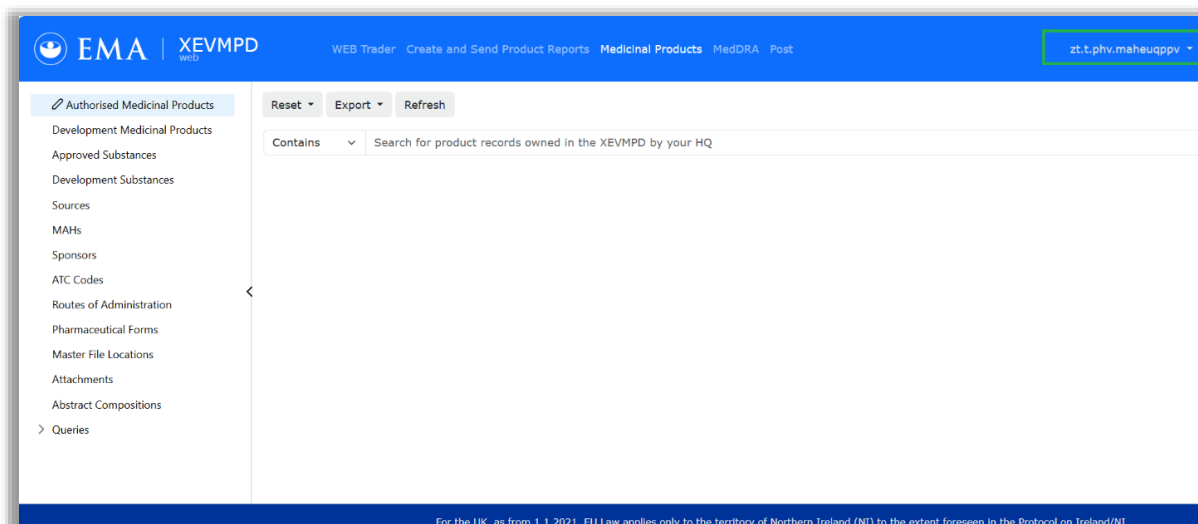 EMA | XEVMPD web
WEB Trader Create and Send Product Reports Medicinal Products MedDRA Post
zt.t.phv.maheuqppv
Authorised Medicinal Products
Development Medicinal Products
Approved Substances
Development Substances
Sources
MAHs
Sponsors
ATC Codes
Routes of Administration
Pharmaceutical Forms
Master File Locations
Attachments
Abstract Compositions
Queries
Reset Export Refresh
Contains Search for product records owned in the XEVMPD by your HQ
For the UK, as from 1.1.2021, EU Law applies only to the territory of Northern Ireland (NI) to the extent foreseen in the Protocol on Ireland/NI